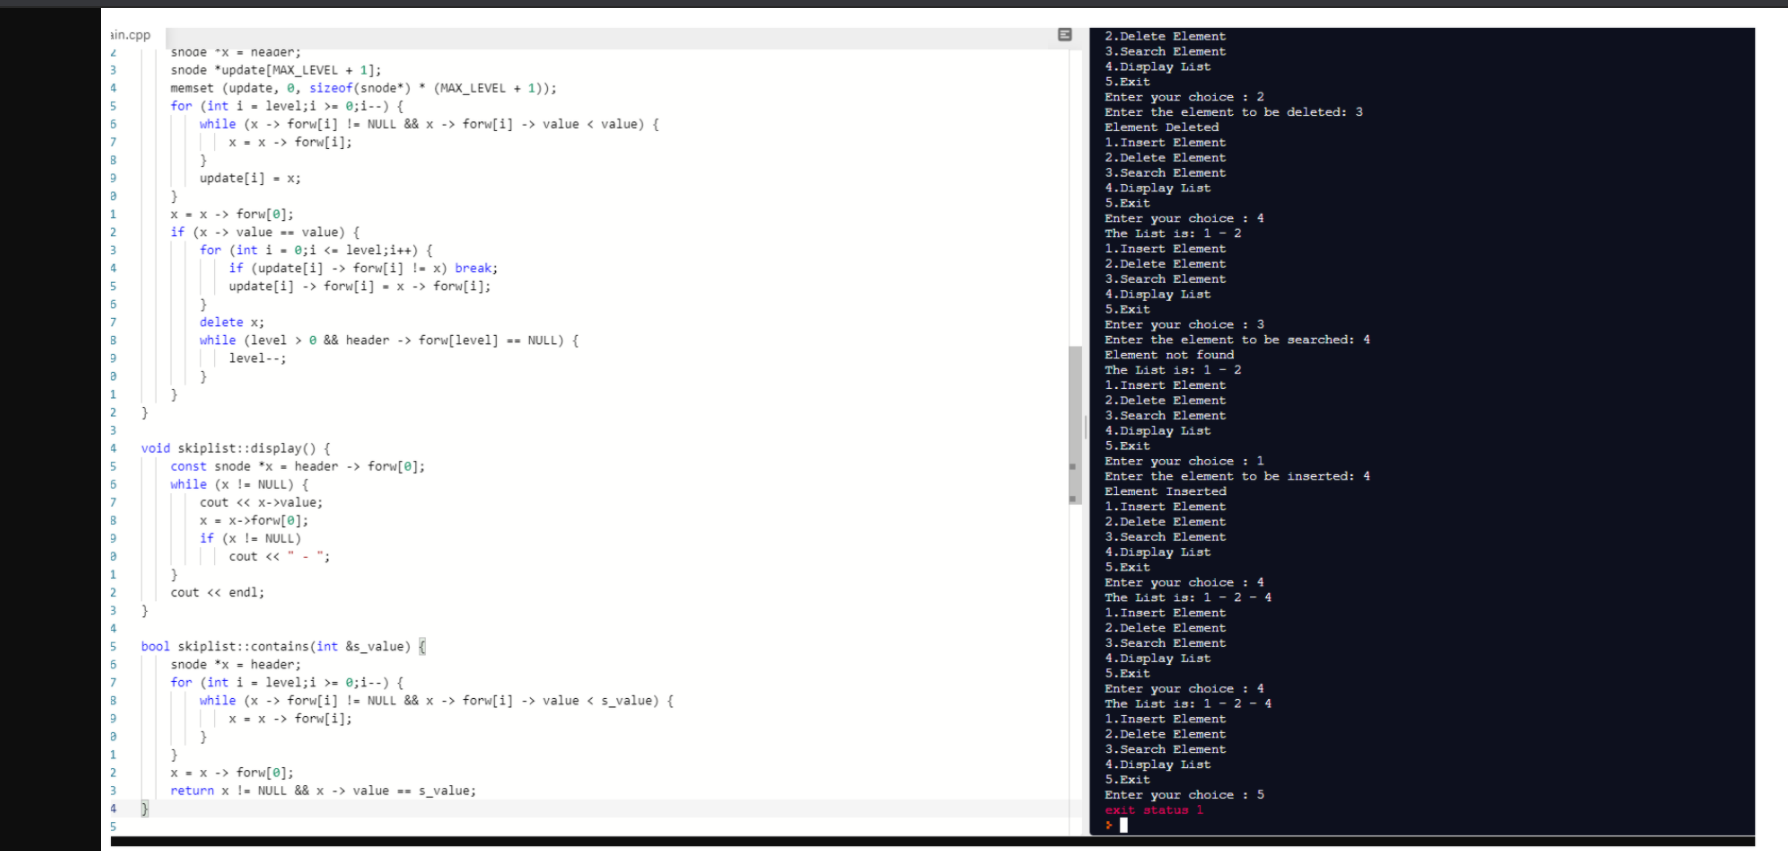 ain.cpp
2 snode *x = header;
3 snode *update[MAX_LEVEL + 1];
4 memset (update, 0, sizeof(snode*) * (MAX_LEVEL + 1));
5 for (int i = level;i >= 0;i--) {
6 while (x -> forw[i] != NULL && x -> forw[i] -> value < value) {
7 x = x -> forw[i];
8 }
9 update[i] = x;
0 }
1 x = x -> forw[0];
2 if (x -> value == value) {
3 for (int i = 0;i <= level;i++) {
4 if (update[i] -> forw[i] != x) break;
5 update[i] -> forw[i] = x -> forw[i];
6 }
7 delete x;
8 while (level > 0 && header -> forw[level] == NULL) {
9 level--;
0 }
1 }
2 }
3
4 void skiplist::display() {
5 const snode *x = header -> forw[0];
6 while (x != NULL) {
7 cout << x->value;
8 x = x->forw[0];
9 if (x != NULL)
0 cout << " - ";
1 }
2 cout << endl;
3 }
4
5 bool skiplist::contains(int &s_value) {
6 snode *x = header;
7 for (int i = level;i >= 0;i--) {
8 while (x -> forw[i] != NULL && x -> forw[i] -> value < s_value) {
9 x = x -> forw[i];
0 }
1 }
2 x = x -> forw[0];
3 return x != NULL && x -> value == s_value;
4 }
5
2.Delete Element
3.Search Element
4.Display List
5.Exit
Enter your choice : 2
Enter the element to be deleted: 3
Element Deleted
1.Insert Element
2.Delete Element
3.Search Element
4.Display List
5.Exit
Enter your choice : 4
The List is: 1 - 2
1.Insert Element
2.Delete Element
3.Search Element
4.Display List
5.Exit
Enter your choice : 3
Enter the element to be searched: 4
Element not found
The List is: 1 - 2
1.Insert Element
2.Delete Element
3.Search Element
4.Display List
5.Exit
Enter your choice : 1
Enter the element to be inserted: 4
Element Inserted
1.Insert Element
2.Delete Element
3.Search Element
4.Display List
5.Exit
Enter your choice : 4
The List is: 1 - 2 - 4
1.Insert Element
2.Delete Element
3.Search Element
4.Display List
5.Exit
Enter your choice : 4
The List is: 1 - 2 - 4
1.Insert Element
2.Delete Element
3.Search Element
4.Display List
5.Exit
Enter your choice : 5
exit status 1
>